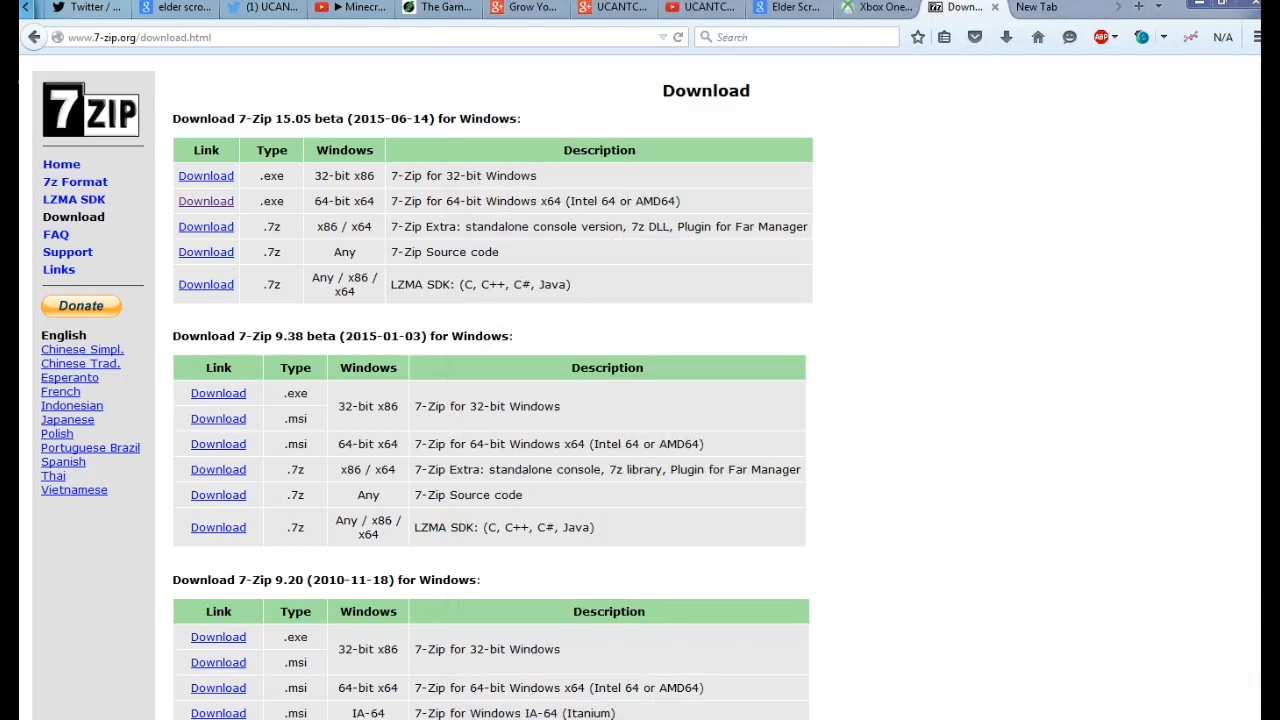 Twitter / ...
elder scro...
(1) UCANT...
▶ Minecr...
The Gam...
Grow Yo...
UCANTC...
UCANTC...
Elder Scr...
Xbox One...
Downl...
New Tab
www.7-zip.org/download.html
Search
ABP
N/A
7ZIP
Home
7z Format
LZMA SDK
Download
FAQ
Support
Links
Donate
English
Chinese Simpl.
Chinese Trad.
Esperanto
French
Indonesian
Japanese
Polish
Portuguese Brazil
Spanish
Thai
Vietnamese
Download
Download 7-Zip 15.05 beta (2015-06-14) for Windows:
Link Type Windows Description
Download .exe 32-bit x86 7-Zip for 32-bit Windows
Download .exe 64-bit x64 7-Zip for 64-bit Windows x64 (Intel 64 or AMD64)
Download .7z x86 / x64 7-Zip Extra: standalone console version, 7z DLL, Plugin for Far Manager
Download .7z Any 7-Zip Source code
Download .7z Any / x86 / x64 LZMA SDK: (C, C++, C#, Java)
Download 7-Zip 9.38 beta (2015-01-03) for Windows:
Link Type Windows Description
Download .exe 32-bit x86 7-Zip for 32-bit Windows
Download .msi
Download .msi 64-bit x64 7-Zip for 64-bit Windows x64 (Intel 64 or AMD64)
Download .7z x86 / x64 7-Zip Extra: standalone console, 7z library, Plugin for Far Manager
Download .7z Any 7-Zip Source code
Download .7z Any / x86 / x64 LZMA SDK: (C, C++, C#, Java)
Download 7-Zip 9.20 (2010-11-18) for Windows:
Link Type Windows Description
Download .exe 32-bit x86 7-Zip for 32-bit Windows
Download .msi
Download .msi 64-bit x64 7-Zip for 64-bit Windows x64 (Intel 64 or AMD64)
Download .msi IA-64 7-Zip for Windows IA-64 (Itanium)